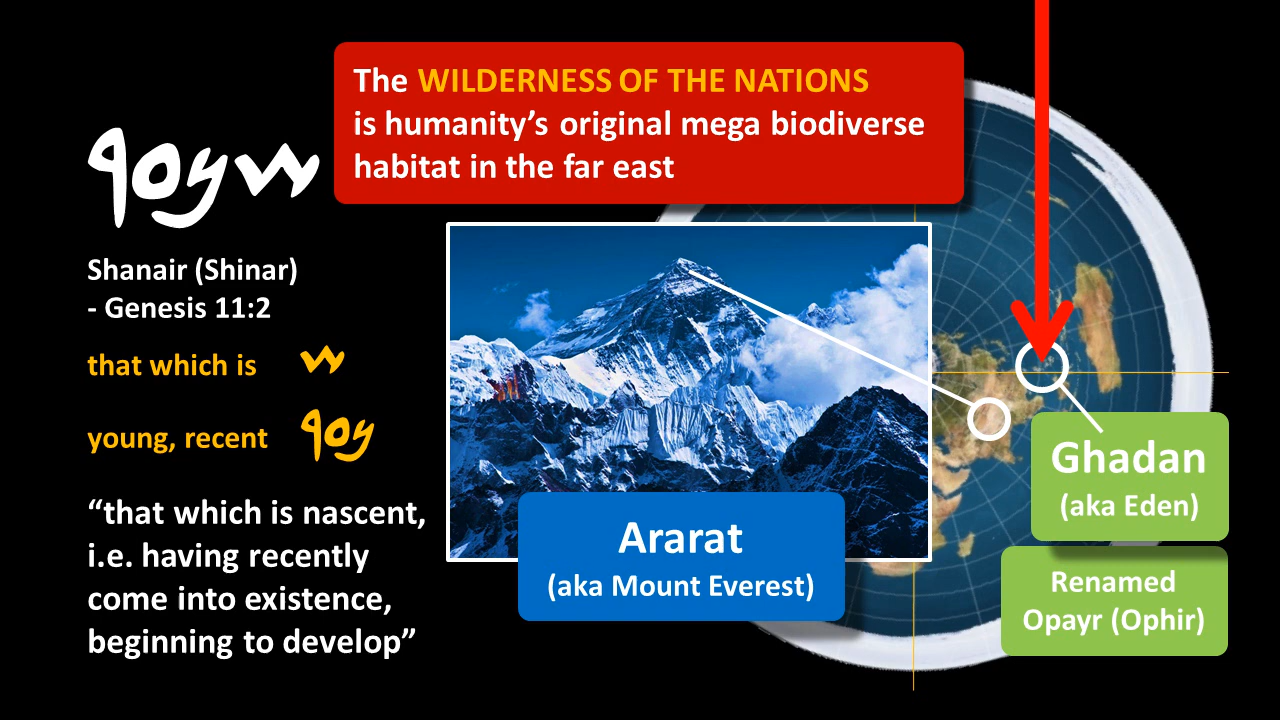 The WILDERNESS OF THE NATIONS
is humanity’s original mega biodiverse
habitat in the far east
𐤔𐤍𐤏𐤓
Shanair (Shinar)
- Genesis 11:2
that which is 𐤔
young, recent 𐤍𐤏𐤓
“that which is nascent,
i.e. having recently
come into existence,
beginning to develop”
Ararat
(aka Mount Everest)
Ghadan
(aka Eden)
Renamed
Opayr (Ophir)